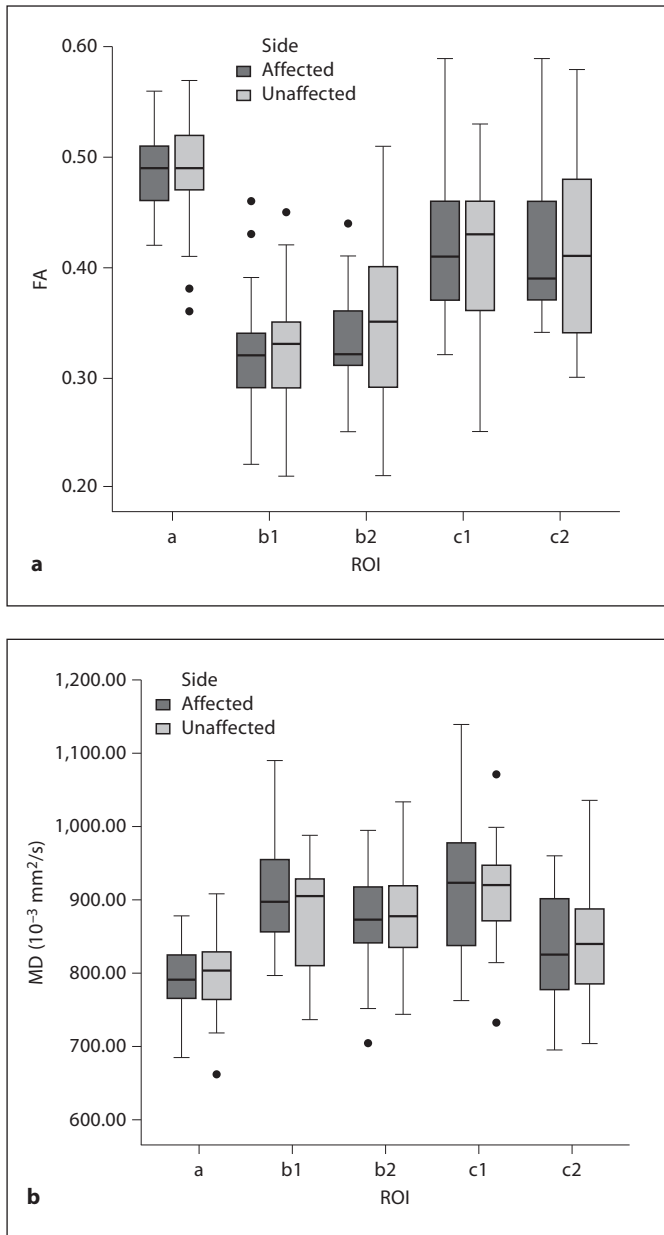 Side
Affected
Unaffected
0.60
0.50
0.40
0.30
0.20
FA
a b1 b2 c1 c2
ROI
a
Side
Affected
Unaffected
1,200.00
1,100.00
1,000.00
900.00
800.00
700.00
600.00
MD (10⁻³ mm²/s)
a b1 b2 c1 c2
ROI
b